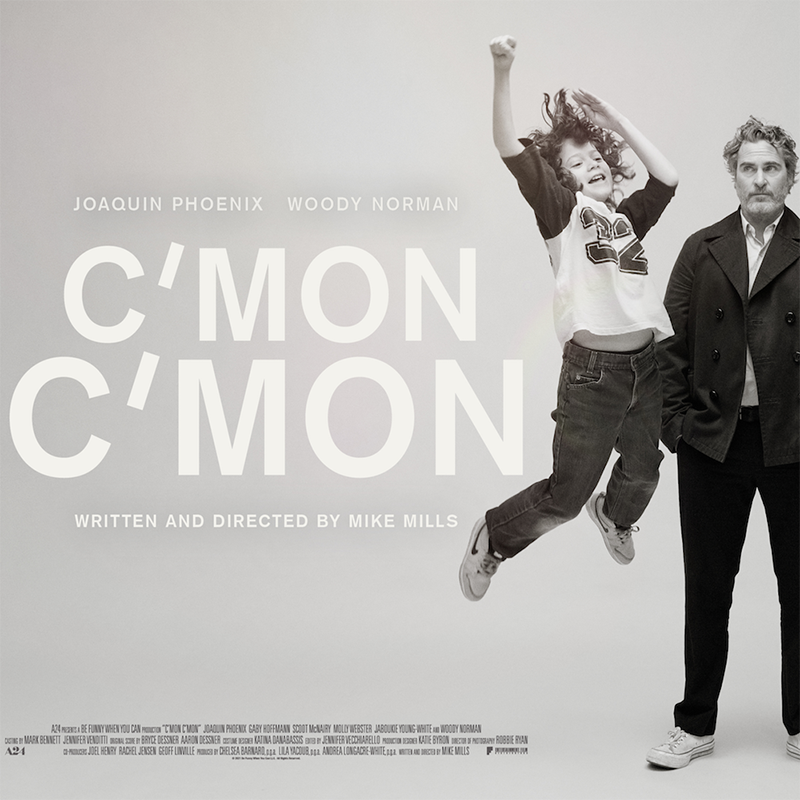 JOAQUIN PHOENIX WOODY NORMAN
C'MON
C'MON
32
WRITTEN AND DIRECTED BY MIKE MILLS
A24 PRESENTS A BE FUNNY WHEN YOU CAN PRODUCTION "C'MON C'MON" JOAQUIN PHOENIX GABY HOFFMANN SCOOT McNAIRY MOLLY WEBSTER JABOUKIE YOUNG-WHITE AND WOODY NORMAN
CASTING BY MARK BENNETT JENNIFER VENDITTI ORIGINAL SCORE BY BRYCE DESSNER AARON DESSNER COSTUME DESIGNER KATINA DANABASSIS EDITED BY JENNIFER VECCHIARELLO PRODUCTION DESIGNER KATIE BYRON DIRECTOR OF PHOTOGRAPHY ROBBIE RYAN
A24 CO-PRODUCERS JOEL HENRY RACHEL JENSEN GEOFF LINVILLE PRODUCED BY CHELSEA BARNARD, p.g.a. LILA YACOUB, p.g.a. ANDREA LONGACRE-WHITE, p.g.a. WRITTEN AND DIRECTED BY MIKE MILLS